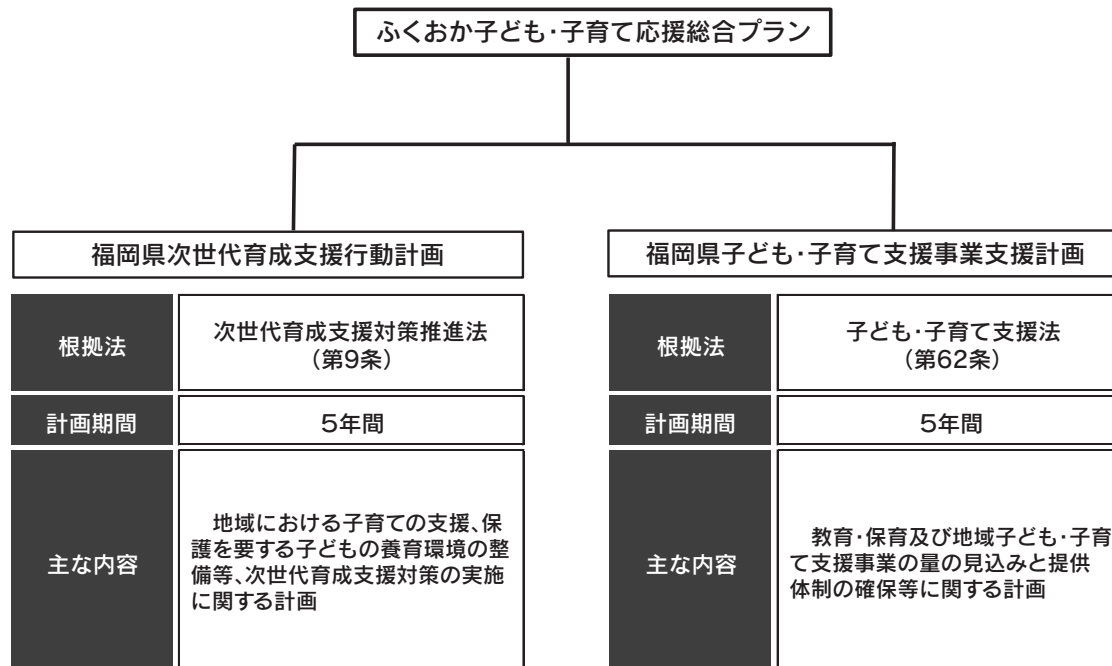 ふくおか子ども・子育て応援総合プラン
福岡県次世代育成支援行動計画
根拠法
次世代育成支援対策推進法
(第9条)
計画期間
5年間
主な内容
地域における子育ての支援、保
護を要する子どもの養育環境の整
備等、次世代育成支援対策の実施
に関する計画
福岡県子ども・子育て支援事業支援計画
根拠法
子ども・子育て支援法
(第62条)
計画期間
5年間
主な内容
教育・保育及び地域子ども・子育
て支援事業の量の見込みと提供
体制の確保等に関する計画